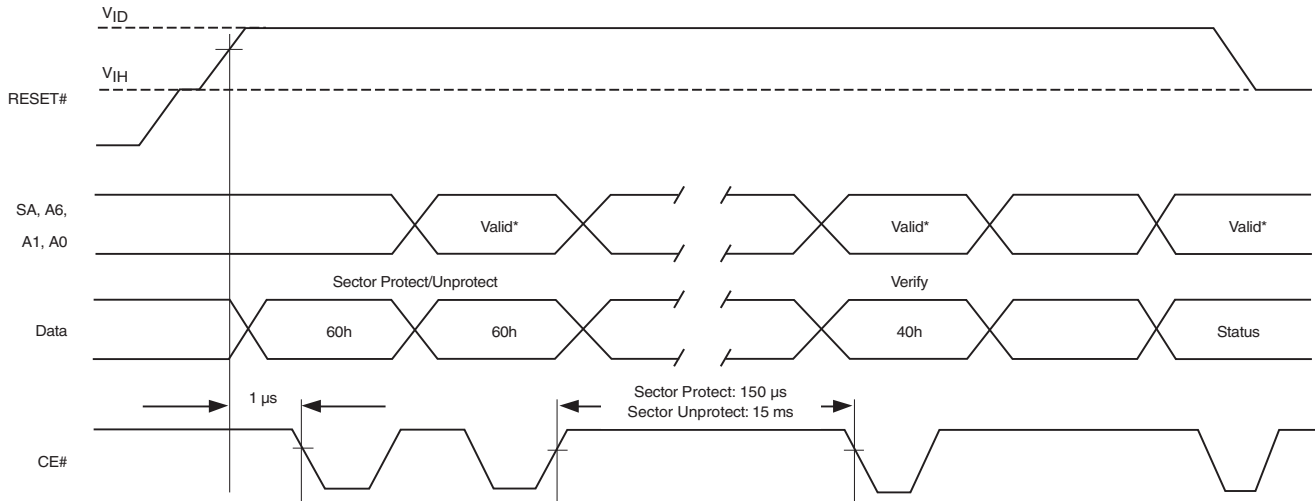 VID
VIH
RESET#
SA, A6,
A1, A0
Valid*
Valid*
Valid*
Sector Protect/Unprotect
Verify
Data
60h
60h
40h
Status
1 µs
Sector Protect: 150 µs
Sector Unprotect: 15 ms
CE#